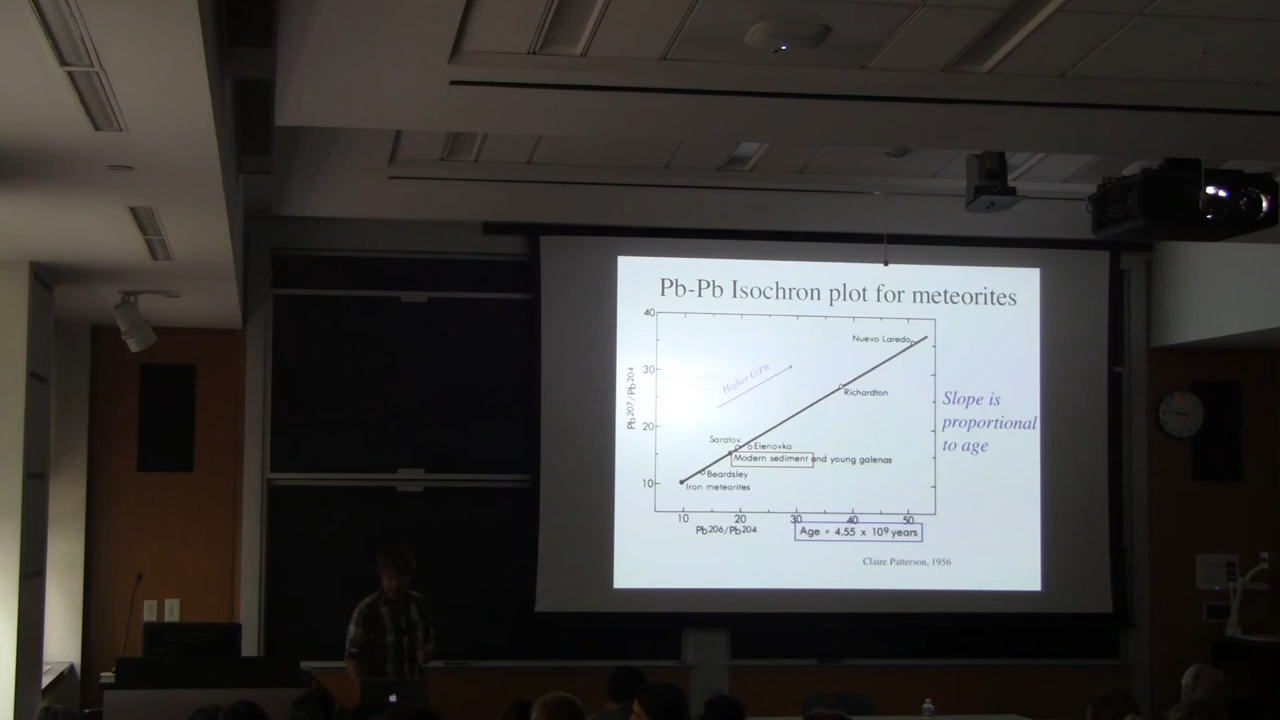 Pb-Pb Isochron plot for meteorites
40
30
20
10
Pb207/Pb204
Higher U/Pb
Nuevo Laredo
Richardton
Saratov
Elenovka
Modern sediment and young galenas
Beardsley
Iron meteorites
10 20 30 40 50
Pb206/Pb204
Age = 4.55 x 10⁹ years
Slope is
proportional
to age
Claire Patterson, 1956